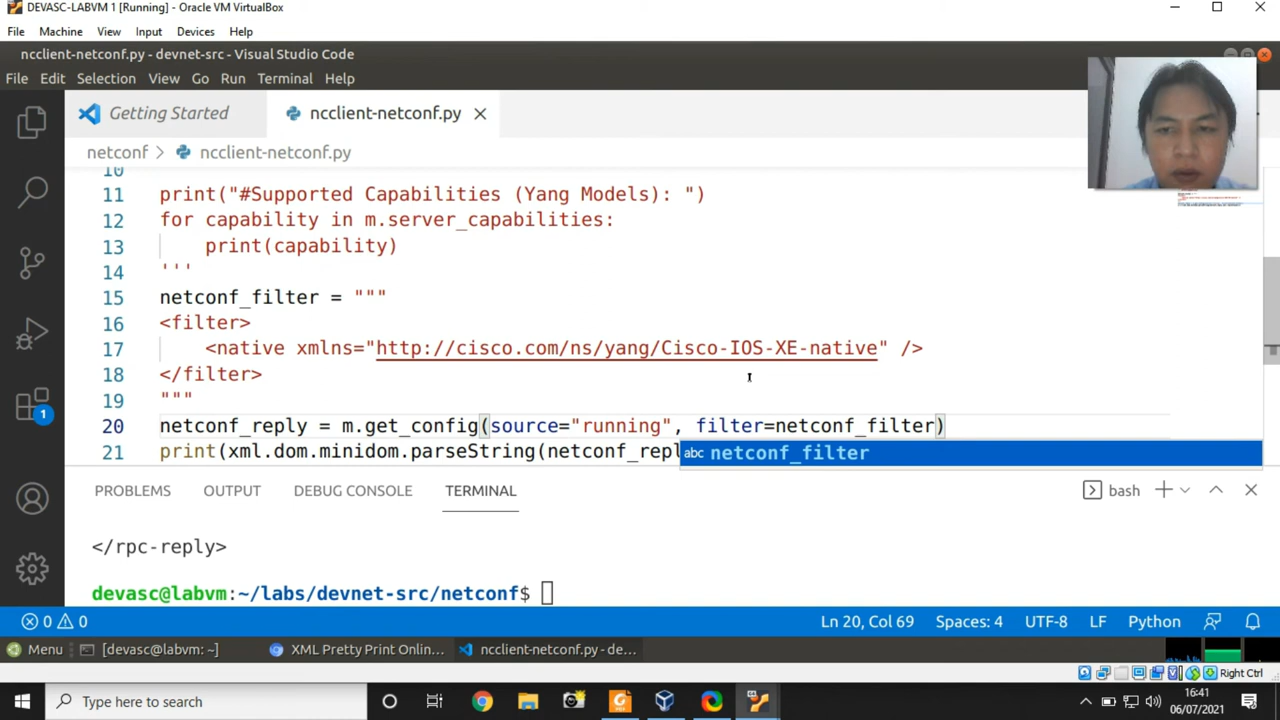 DEVASC-LABVM 1 [Running] - Oracle VM VirtualBox
File Machine View Input Devices Help
ncclient-netconf.py - devnet-src - Visual Studio Code
File Edit Selection View Go Run Terminal Help
Getting Started ncclient-netconf.py
netconf > ncclient-netconf.py
10
11 print("#Supported Capabilities (Yang Models): ")
12 for capability in m.server_capabilities:
13 print(capability)
14 '''
15 netconf_filter = """
16 <filter>
17 <native xmlns="http://cisco.com/ns/yang/Cisco-IOS-XE-native" />
18 </filter>
19 """
20 netconf_reply = m.get_config(source="running", filter=netconf_filter)
21 print(xml.dom.minidom.parseString(netconf_repl
abc netconf_filter
PROBLEMS OUTPUT DEBUG CONSOLE TERMINAL bash
1
</rpc-reply>
devasc@labvm:~/labs/devnet-src/netconf$
0 0 Ln 20, Col 69 Spaces: 4 UTF-8 LF Python
Menu [devasc@labvm: ~] XML Pretty Print Onlin... ncclient-netconf.py - de...
Right Ctrl
Type here to search
16:41
06/07/2021